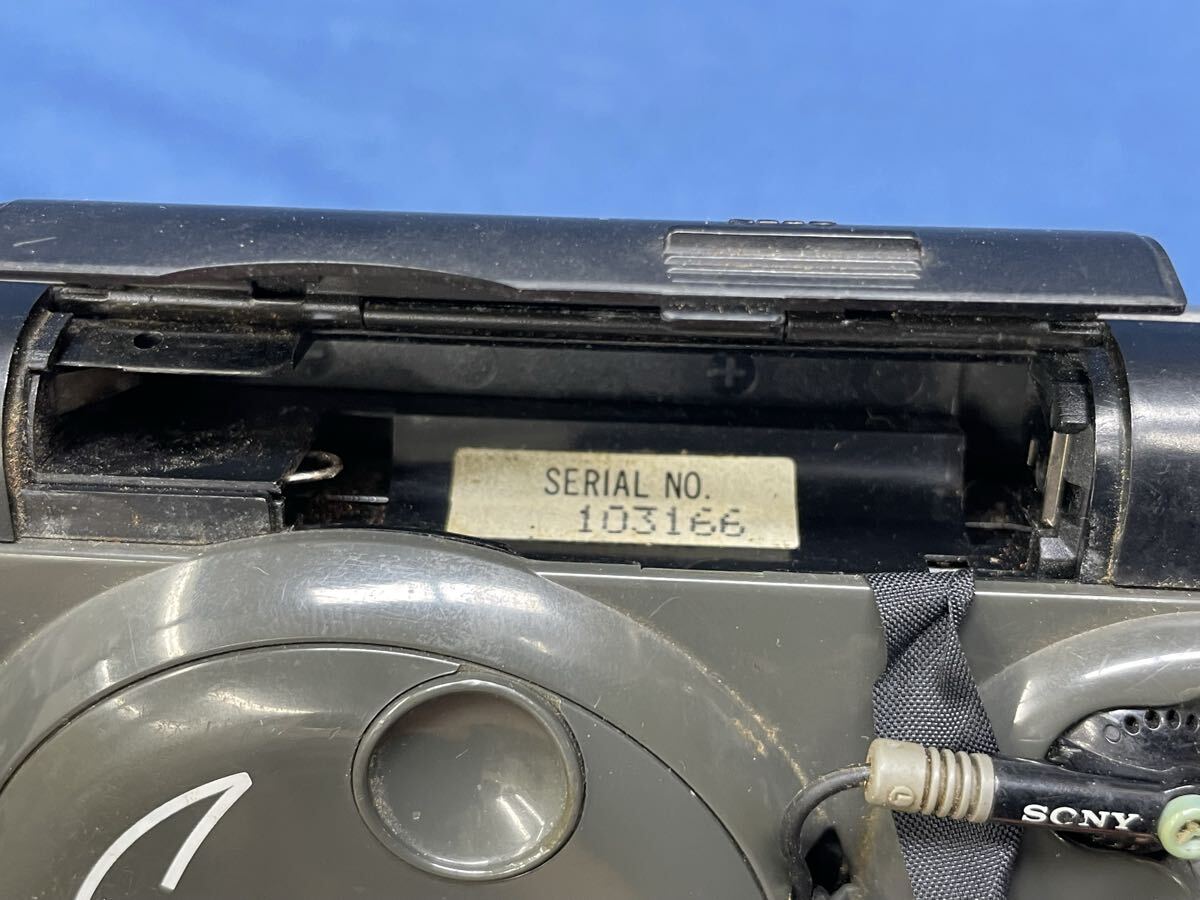 +
SERIAL NO.
103166
L
SONY